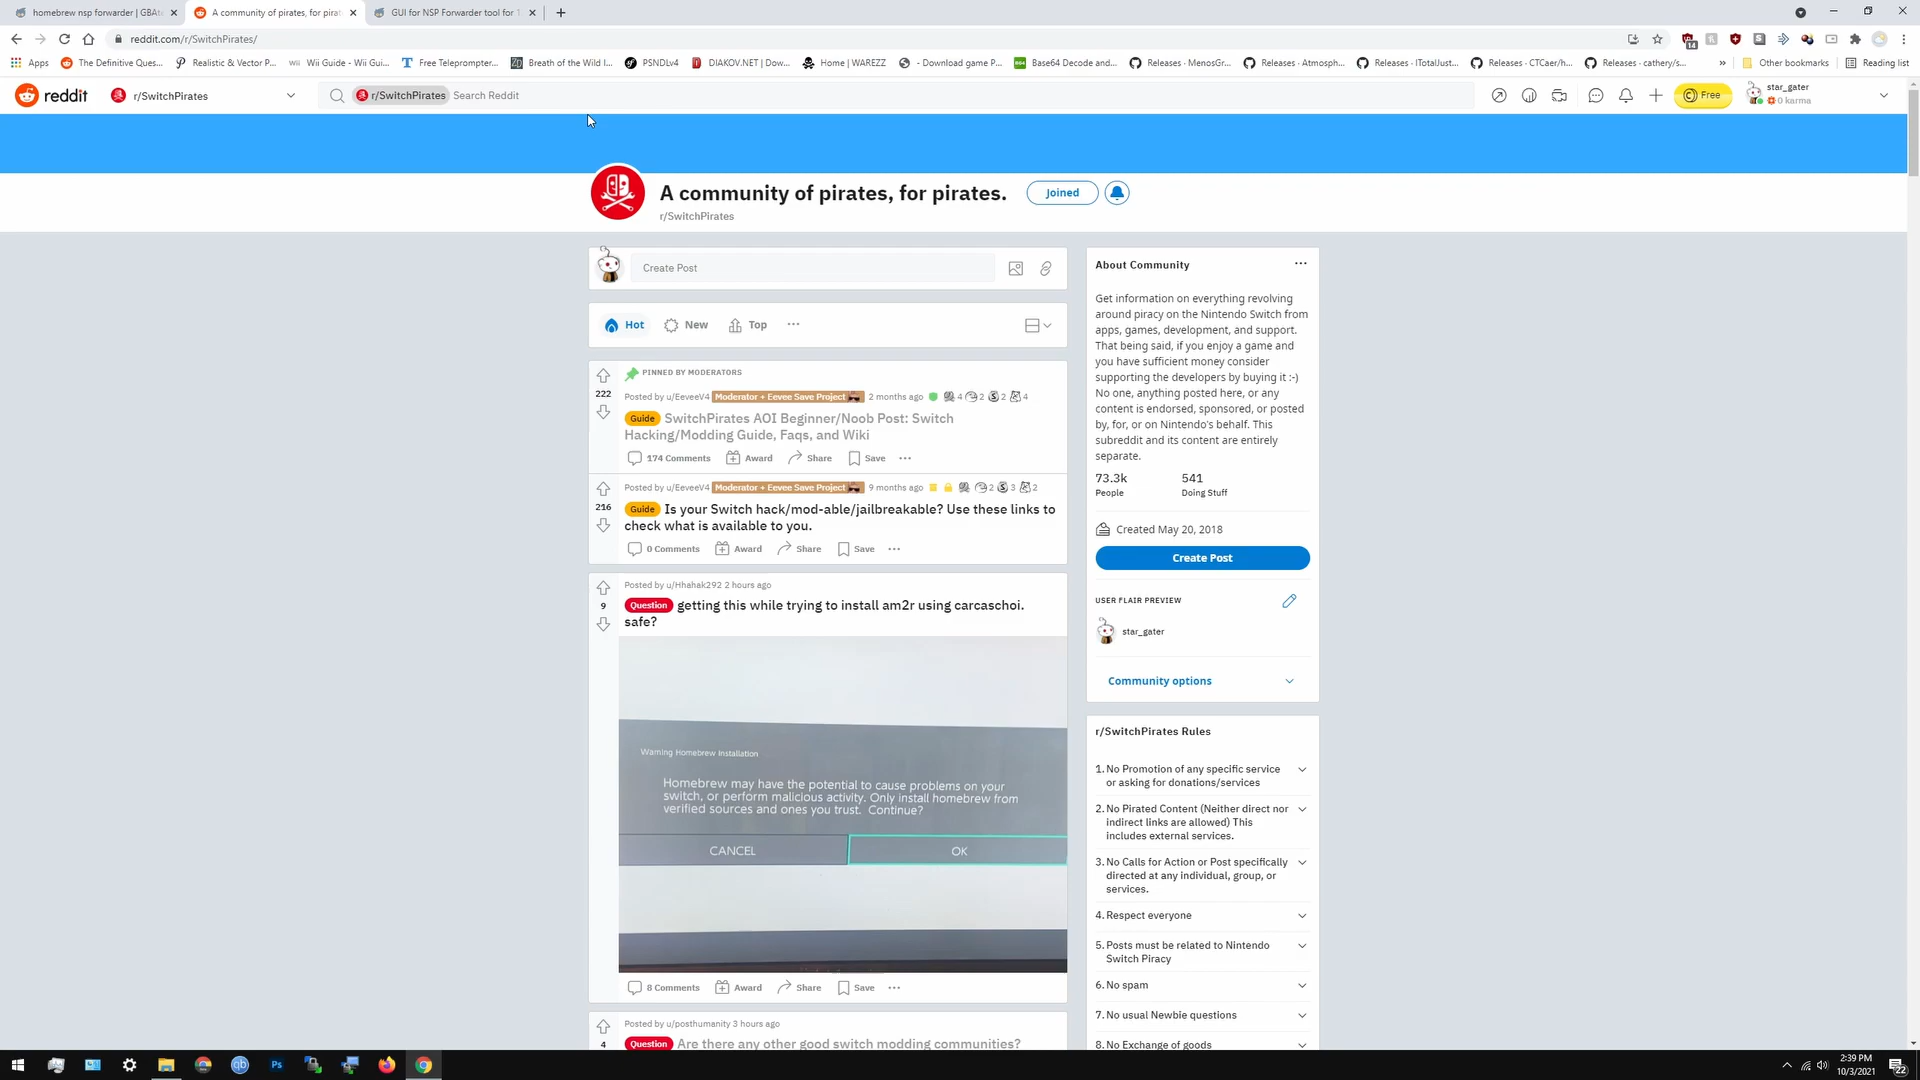 homebrew nsp forwarder | GBAte
A community of pirates, for pirat
GUI for NSP Forwarder tool for 1
reddit.com/r/SwitchPirates/
14
Apps
The Definitive Ques...
Realistic & Vector P...
Wii Guide - Wii Gui...
Free Teleprompter...
Breath of the Wild I...
PSNDLv4
DIAKOV.NET | Dow...
Home | WAREZZ
- Download game P...
Base64 Decode and...
Releases · MenosGr...
Releases · Atmosph...
Releases · ITotalJust...
Releases · CTCaer/h...
Releases · cathery/s...
»
Other bookmarks
Reading list
reddit
r/SwitchPirates
r/SwitchPirates
Search Reddit
Free
star_gater
0 karma
A community of pirates, for pirates.
Joined
r/SwitchPirates
Create Post
Hot
New
Top
PINNED BY MODERATORS
222
Posted by u/EeveeV4 Moderator + Eevee Save Project 2 months ago 4 2 2 4
Guide SwitchPirates AOI Beginner/Noob Post: Switch
Hacking/Modding Guide, Faqs, and Wiki
174 Comments Award Share Save
216
Posted by u/EeveeV4 Moderator + Eevee Save Project 9 months ago 2 3 2
Guide Is your Switch hack/mod-able/jailbreakable? Use these links to
check what is available to you.
0 Comments Award Share Save
9
Posted by u/Hhahak292 2 hours ago
Question getting this while trying to install am2r using carcaschoi.
safe?
Warning Homebrew Installation
Homebrew may have the potential to cause problems on your
switch, or perform malicious activity. Only install homebrew from
verified sources and ones you trust. Continue?
CANCEL
OK
8 Comments Award Share Save
4
Posted by u/posthumanity 3 hours ago
Question Are there any other good switch modding communities?
About Community
Get information on everything revolving
around piracy on the Nintendo Switch from
apps, games, development, and support.
That being said, if you enjoy a game and
you have sufficient money consider
supporting the developers by buying it :-)
No one, anything posted here, or any
content is endorsed, sponsored, or posted
by, for, or on Nintendo's behalf. This
subreddit and its content are entirely
separate.
73.3k
People
541
Doing Stuff
Created May 20, 2018
Create Post
USER FLAIR PREVIEW
star_gater
Community options
r/SwitchPirates Rules
1. No Promotion of any specific service
or asking for donations/services
2. No Pirated Content (Neither direct nor
indirect links are allowed) This
includes external services.
3. No Calls for Action or Post specifically
directed at any individual, group, or
services.
4. Respect everyone
5. Posts must be related to Nintendo
Switch Piracy
6. No spam
7. No usual Newbie questions
8. No Exchange of goods
qb
Ps
2:39 PM
10/3/2021
22